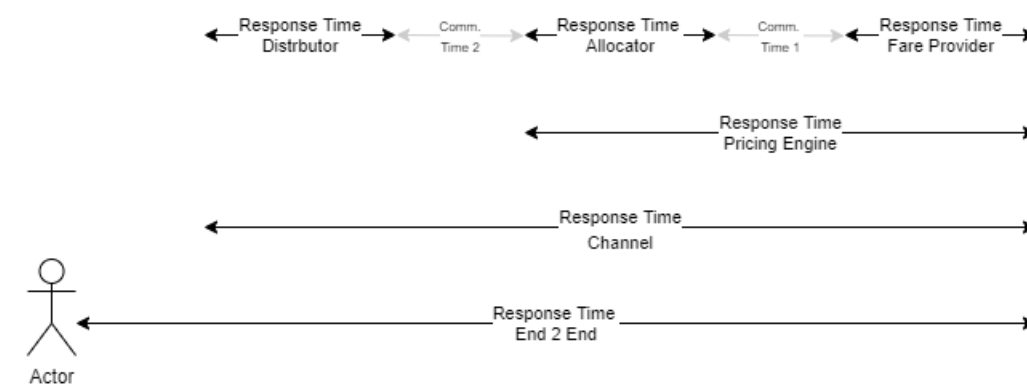 Response Time
Distrbutor
Comm.
Time 2
Response Time
Allocator
Comm.
Time 1
Response Time
Fare Provider
Response Time
Pricing Engine
Response Time
Channel
Response Time
End 2 End
Actor